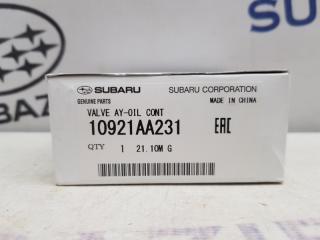 SUBARU SUBARU CORPORATION
GENUINE PARTS MADE IN CHINA
VALVE AY-OIL CONT
10921AA231 EAC
QTY 1 21.10M G